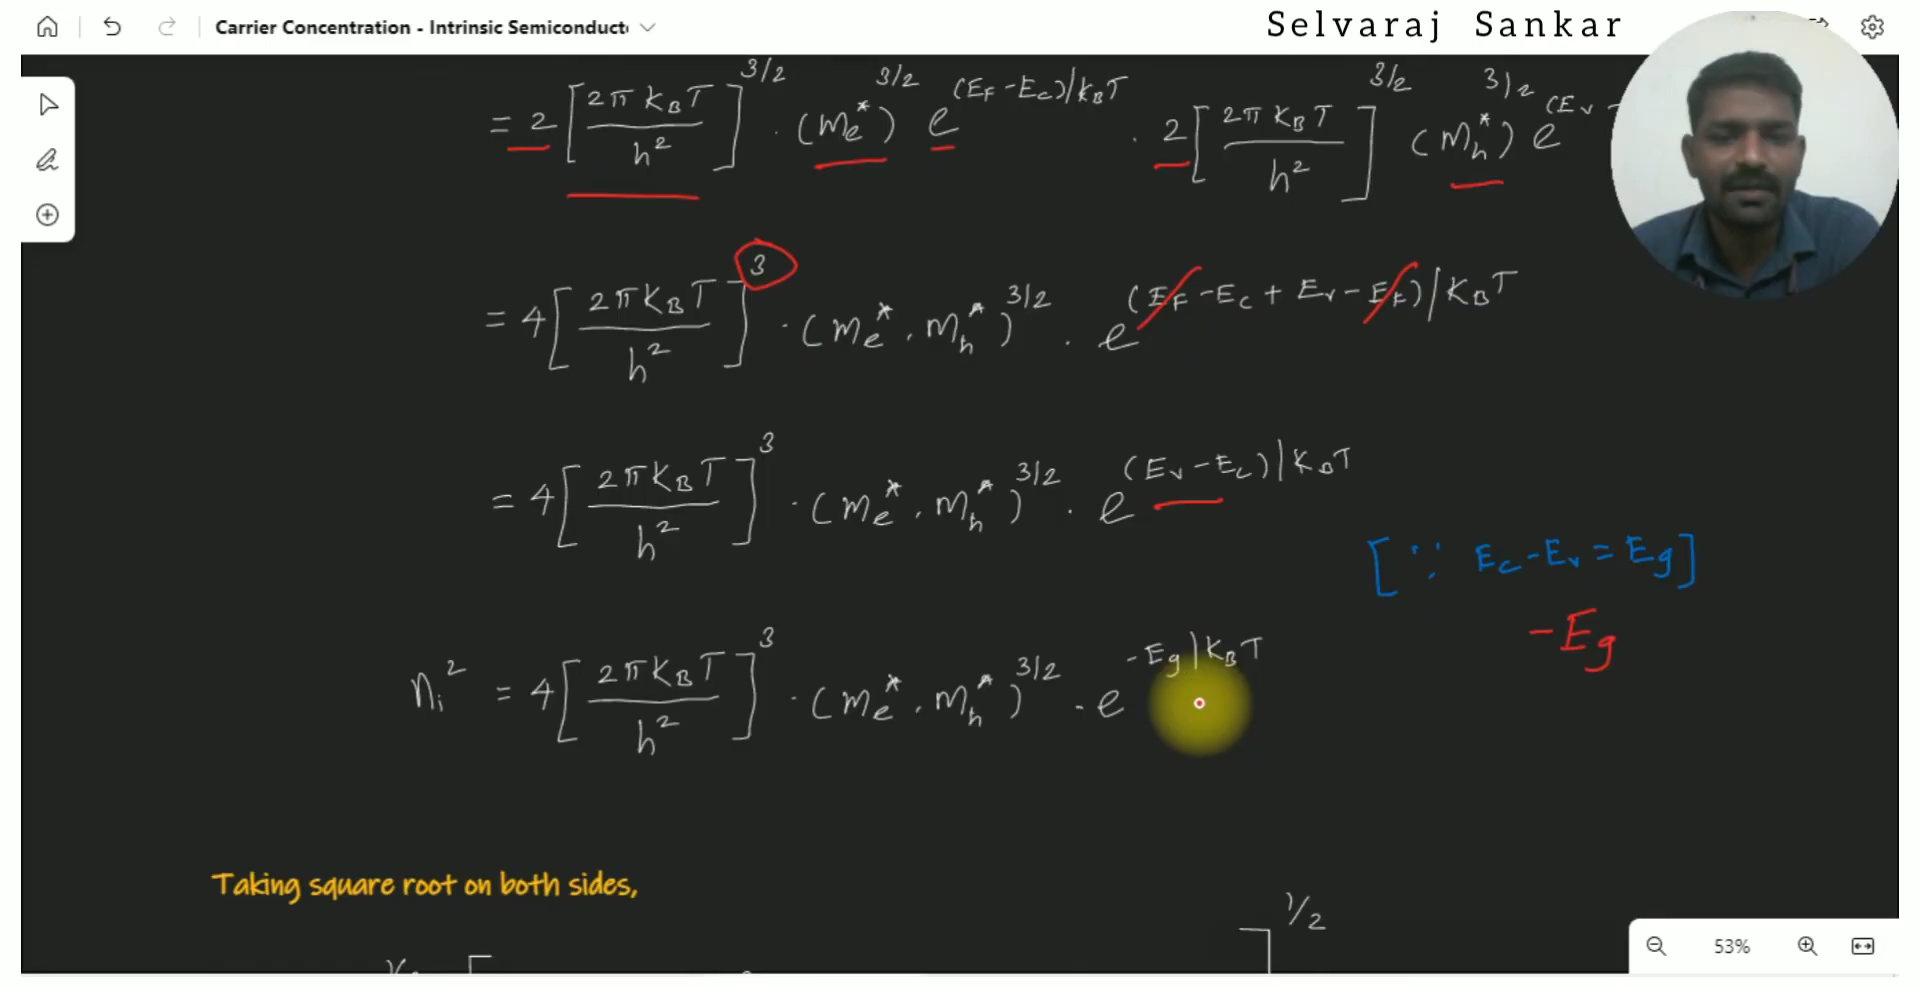 Selvaraj Sankar
Carrier Concentration - Intrinsic Semiconduct
= 2 [2π K_B T / h²]^3/2 · (m_e*)^3/2 e^(E_F - E_c)/K_B T · 2 [2π K_B T / h²]^3/2 (m_h*)^3/2 e^(E_v -
= 4 [2π K_B T / h²]^3 · (m_e* . m_h*)^3/2 . e^(E_F - E_c + E_v - E_F)/K_B T
= 4 [2π K_B T / h²]^3 · (m_e* . m_h*)^3/2 . e^(E_v - E_c)/K_B T
[∵ E_c - E_v = E_g]
- E_g
n_i² = 4 [2π K_B T / h²]^3 · (m_e* . m_h*)^3/2 . e^-E_g/K_B T
Taking square root on both sides,
]^1/2
53%